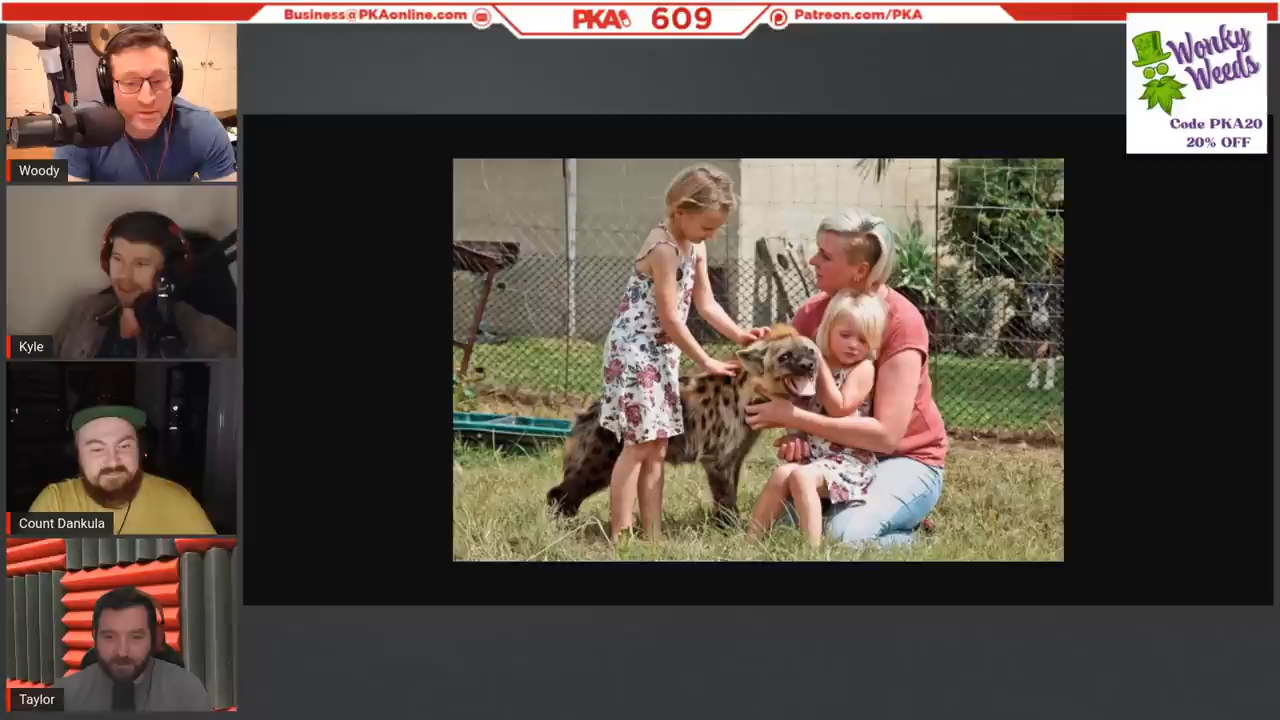 Business@PKAonline.com
PKA 609
Patreon.com/PKA
Wonky
Weeds
Code PKA20
20% OFF
Woody
Kyle
Count Dankula
Taylor